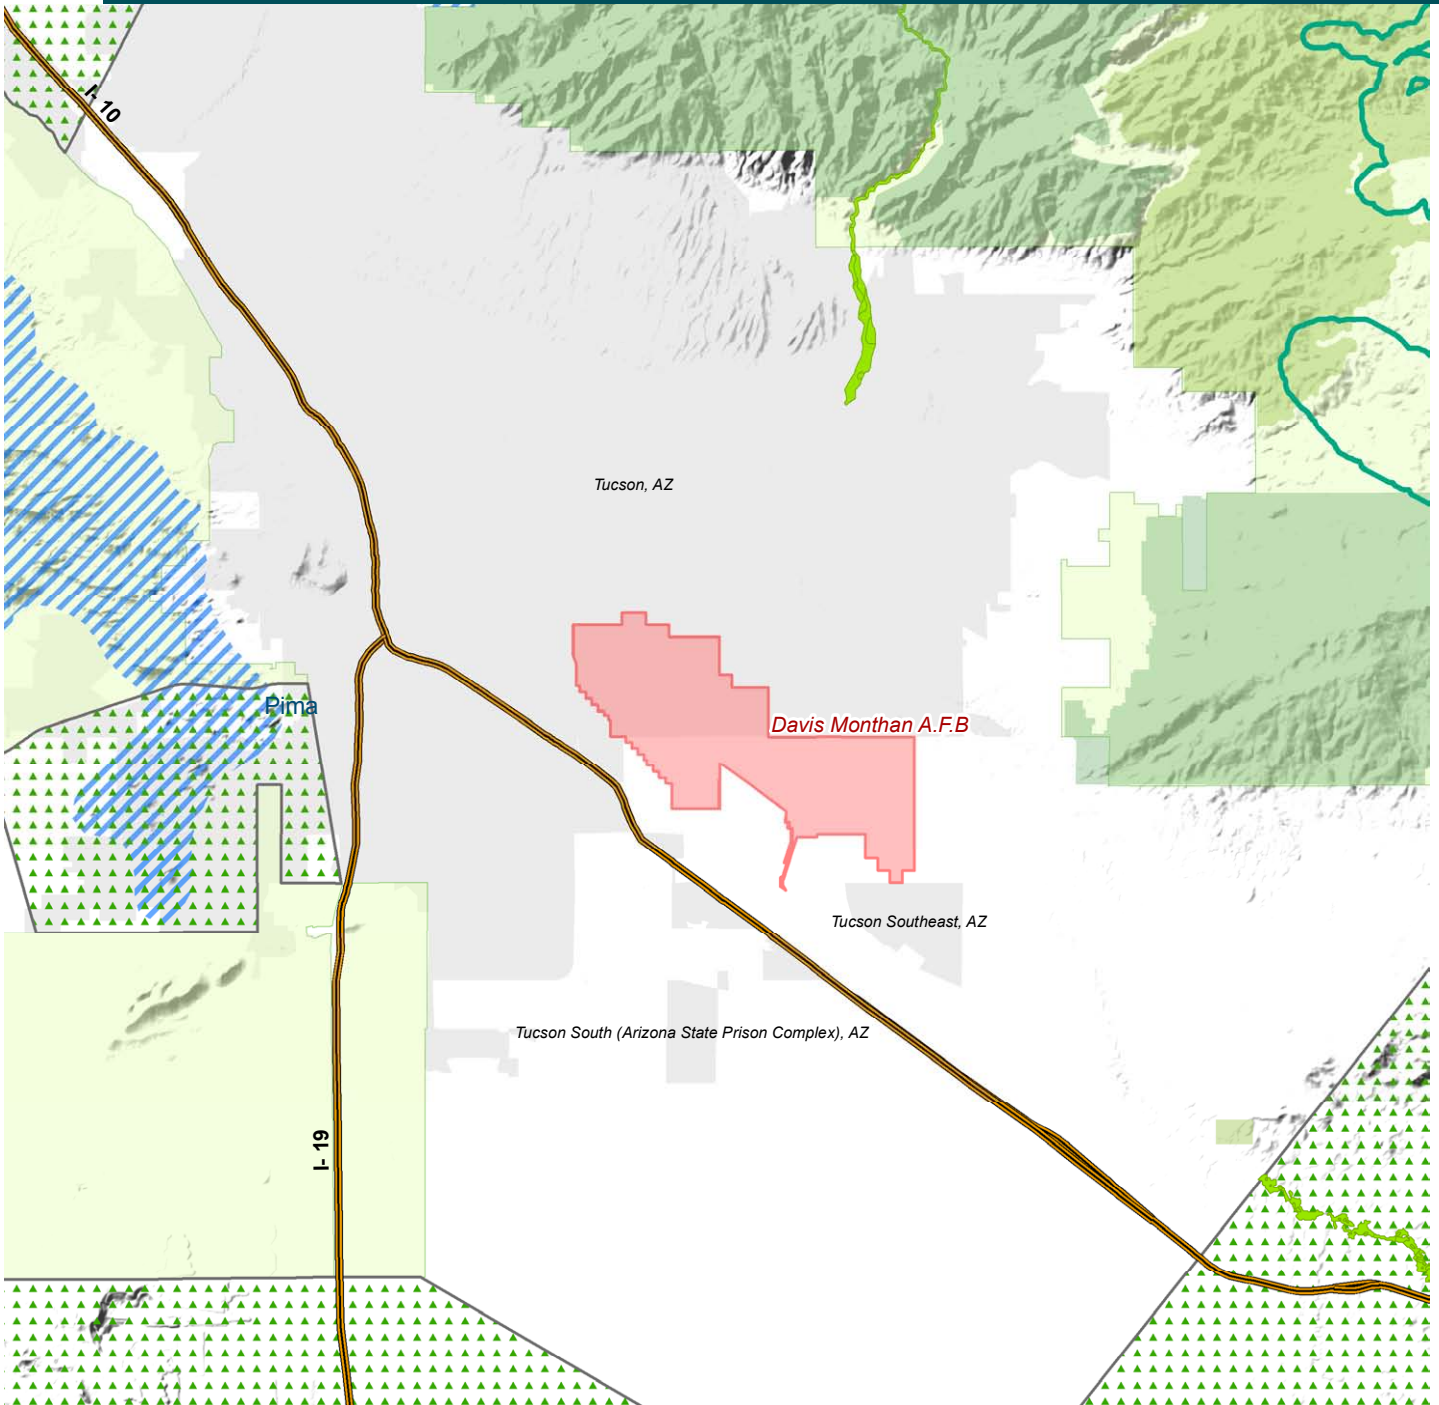 I- 10
Tucson, AZ
Pima
Davis Monthan A.F.B
Tucson Southeast, AZ
Tucson South (Arizona State Prison Complex), AZ
I- 19